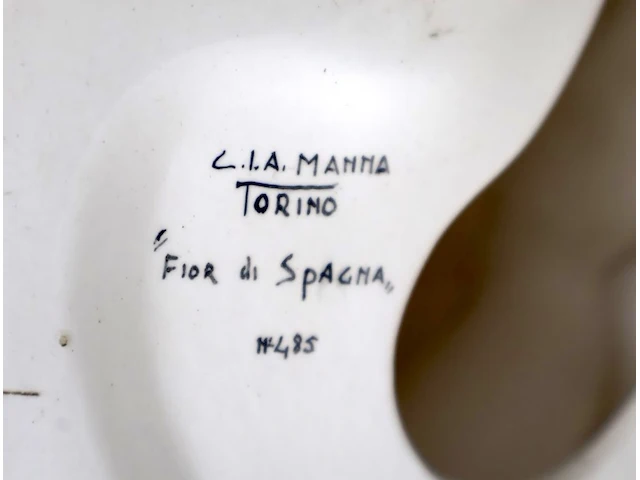 C.I.A. MANNA
TORINO
"FIOR di SPAGNA"
N°485